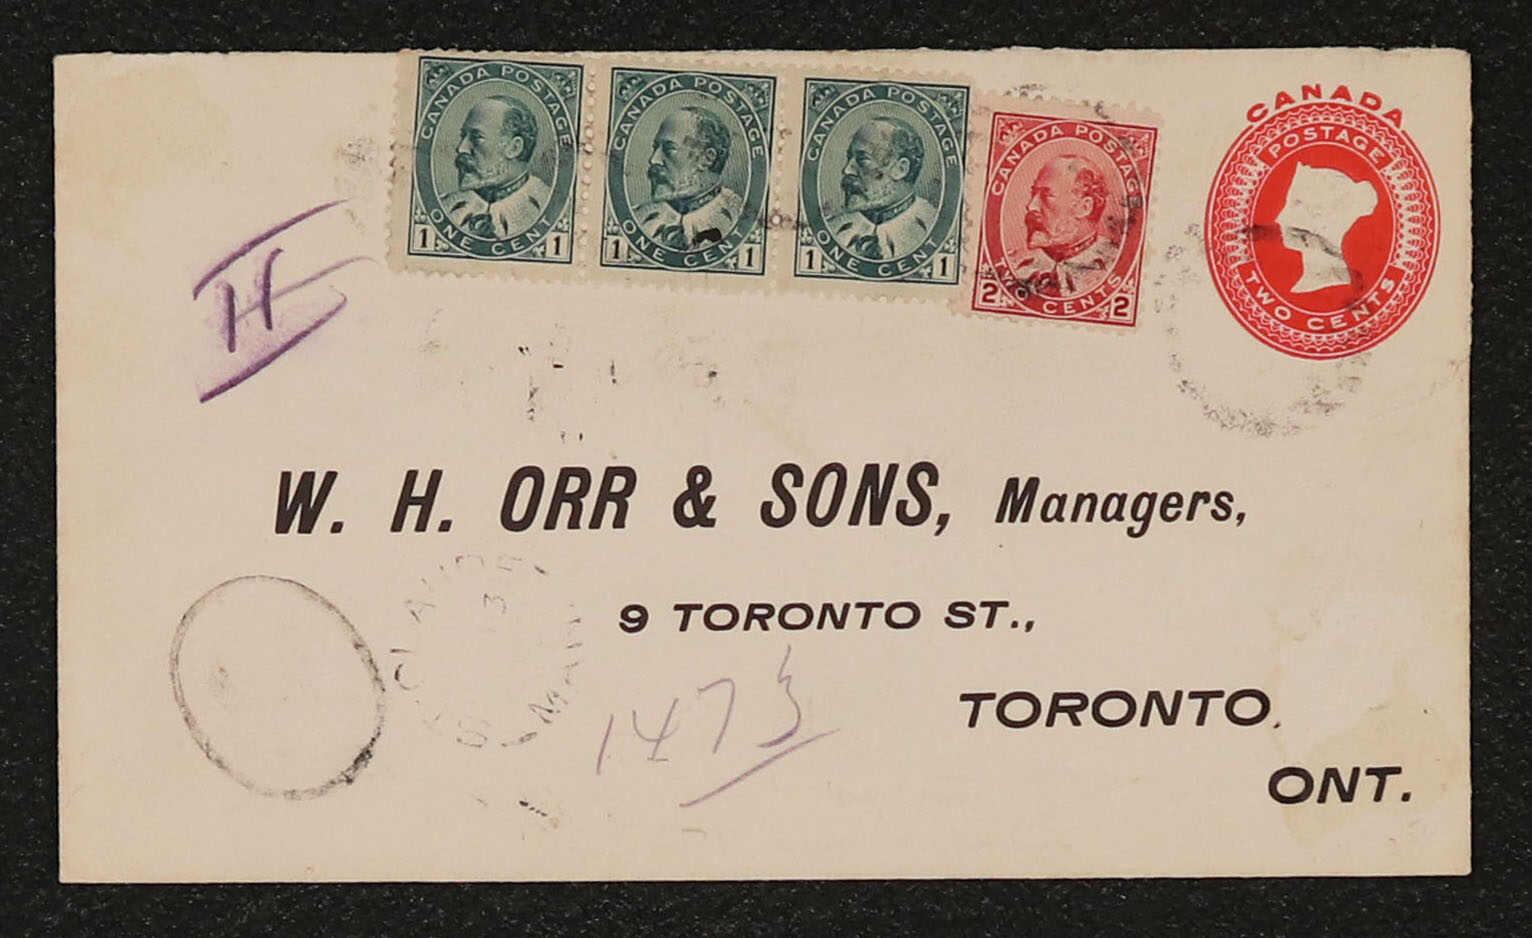 CANADA POSTAGE
1 ONE CENT 1
CANADA POSTAGE
1 ONE CENT 1
CANADA POSTAGE
1 ONE CENT 1
CANADA POSTAGE
2 TWO CENTS 2
CANADA
POSTAGE
TWO CENTS
W. H. ORR & SONS, Managers,
9 TORONTO ST.,
TORONTO,
ONT.
1473